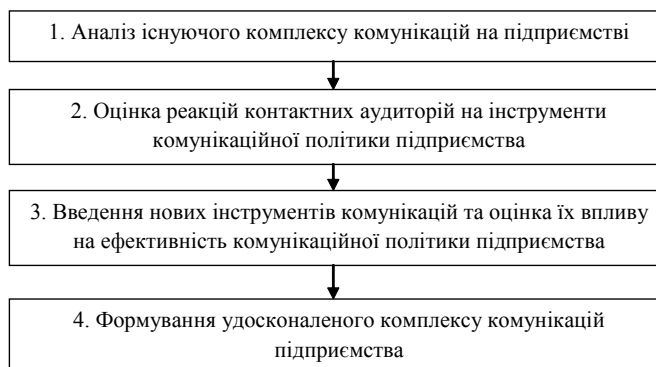 1. Аналіз існуючого комплексу комунікацій на підприємстві
2. Оцінка реакцій контактних аудиторій на інструменти
комунікаційної політики підприємства
3. Введення нових інструментів комунікацій та оцінка їх впливу
на ефективність комунікаційної політики підприємства
4. Формування удосконаленого комплексу комунікацій
підприємства